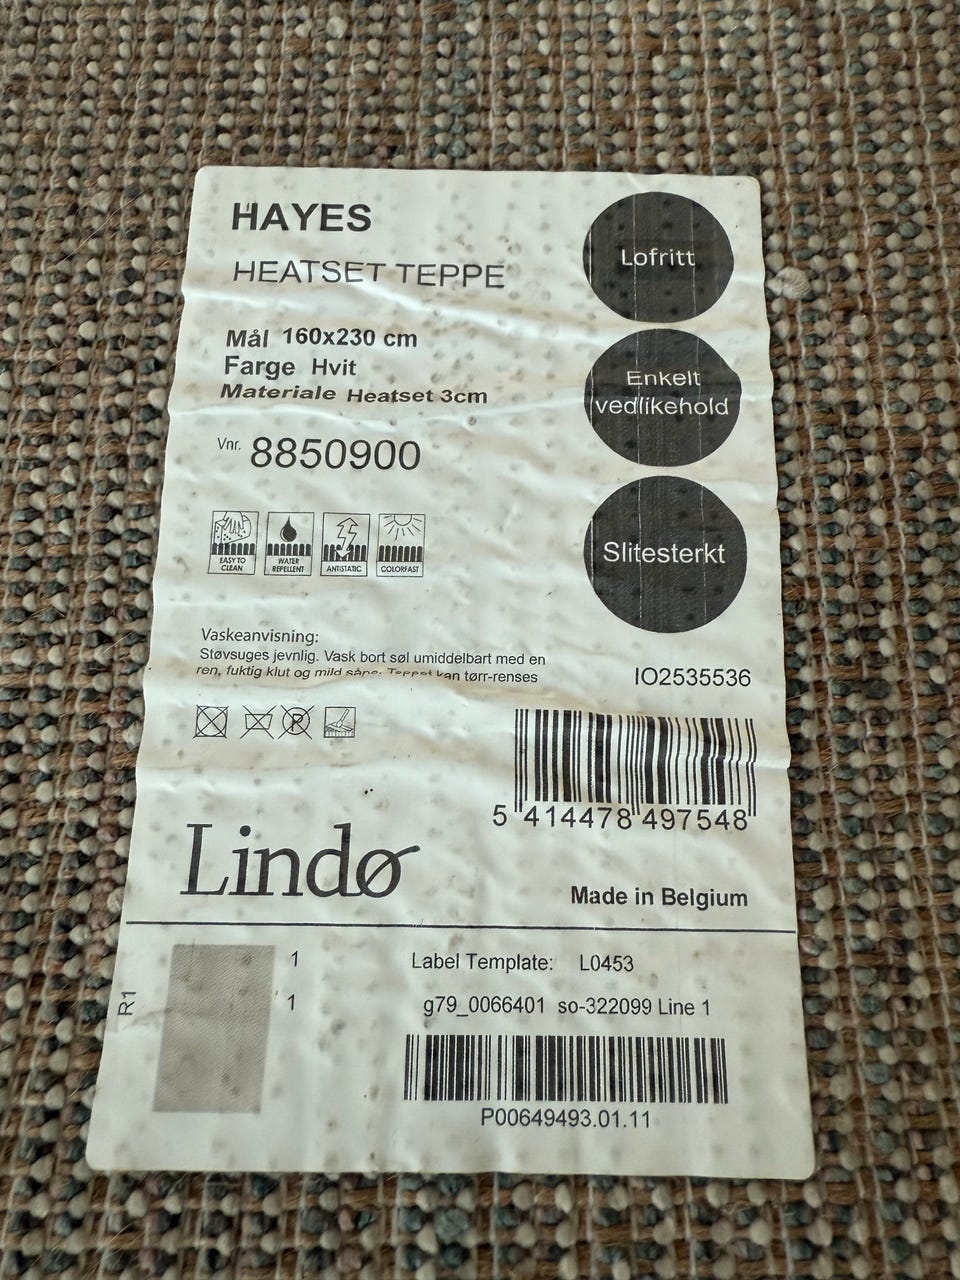 HAYES
HEATSET TEPPE
Mål 160x230 cm
Farge Hvit
Materiale Heatset 3cm
Vnr. 8850900
Lofritt
Enkelt
vedlikehold
Slitesterkt
EASY TO
CLEAN
WATER
REPELLENT
ANTISTATIC
COLORFAST
Vaskeanvisning:
Støvsuges jevnlig. Vask bort søl umiddelbart med en
ren, fuktig klut og mild såpe. Teppet kan tørr-renses
P
IO2535536
5 414478 497548
Lindø
Made in Belgium
R1
1
1
Label Template: L0453
g79_0066401 so-322099 Line 1
P00649493.01.11